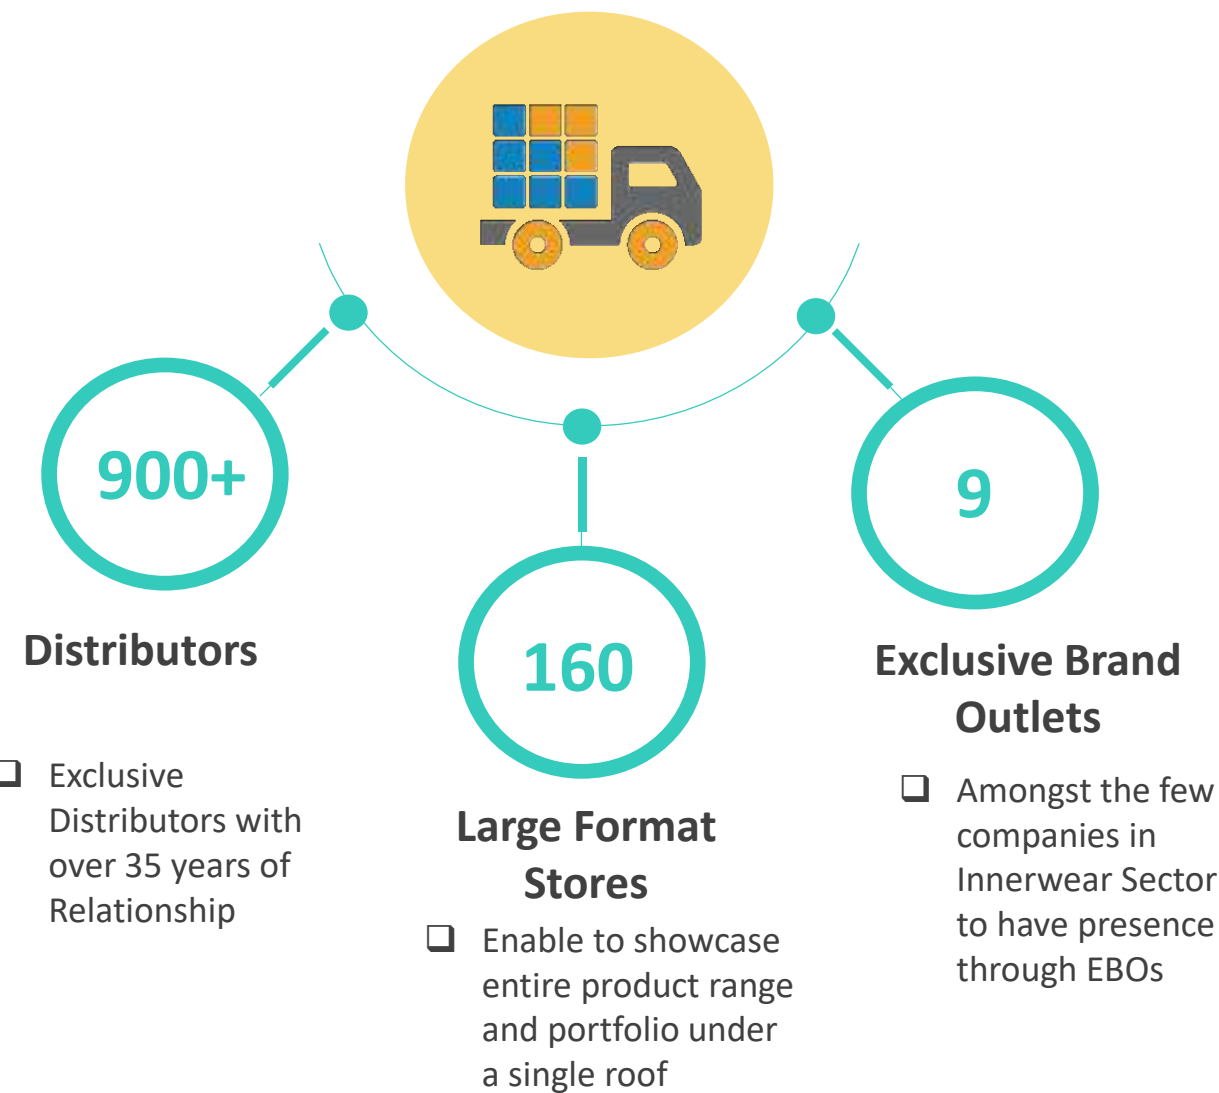 900+
Distributors
❑ Exclusive
Distributors with
over 35 years of
Relationship
160
Large Format
Stores
❑ Enable to showcase
entire product range
and portfolio under
a single roof
9
Exclusive Brand
Outlets
❑ Amongst the few
companies in
Innerwear Sector
to have presence
through EBOs